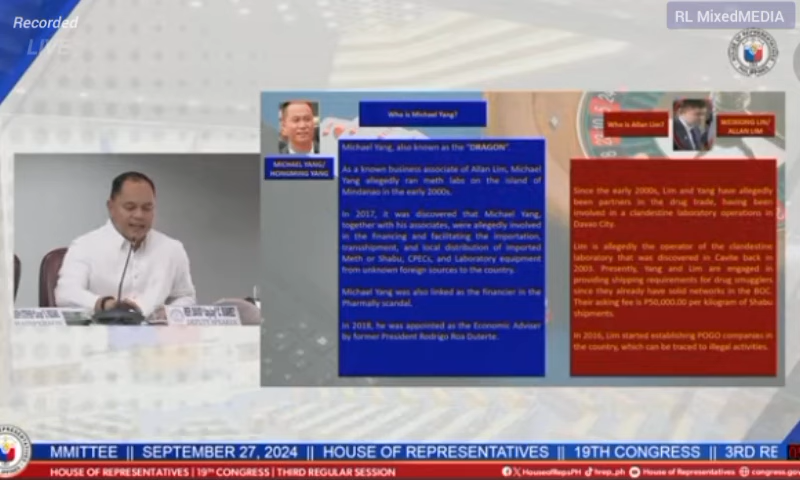 Recorded
LIVE
RL MixedMEDIA
Who is Michael Yang?
MICHAEL YANG/
HONGMING YANG
Michael Yang, also known as the "DRAGON".
As a known business associate of Allan Lim, Michael
Yang allegedly ran meth labs on the island of
Mindanao in the early 2000s.
In 2017, it was discovered that Michael Yang,
together with his associates, were allegedly involved
in the financing and facilitating the importation,
transshipment, and local distribution of imported
Meth or Shabu, CPECs, and Laboratory equipment
from unknown foreign sources to the country.
Michael Yang was also linked as the financier in the
Pharmally scandal.
In 2018, he was appointed as the Economic Adviser
by former President Rodrigo Roa Duterte.
Who is Allan Lim?
ALLAN LIM
Since the early 2000s, Lim and Yang have allegedly
been partners in the drug trade, having been
involved in a clandestine laboratory operations in
Davao City.
Lim is allegedly the operator of the clandestine
laboratory that was discovered in Cavite back in
2003. Presently, Yang and Lim are engaged in
providing shipping requirements for drug smugglers
since they already have solid networks in the BOC.
Their asking fee is P50,000.00 per kilogram of Shabu
shipments.
In 2016, Lim started establishing POGO companies in
the country, which can be traced to illegal activities.
DEPUTY SPEAKER
MMITTEE || SEPTEMBER 27, 2024 || HOUSE OF REPRESENTATIVES || 19TH CONGRESS || 3RD RE
HOUSE OF REPRESENTATIVES | 19TH CONGRESS | THIRD REGULAR SESSION
HouseofRepsPH hrep_ph House of Representatives congress.gov